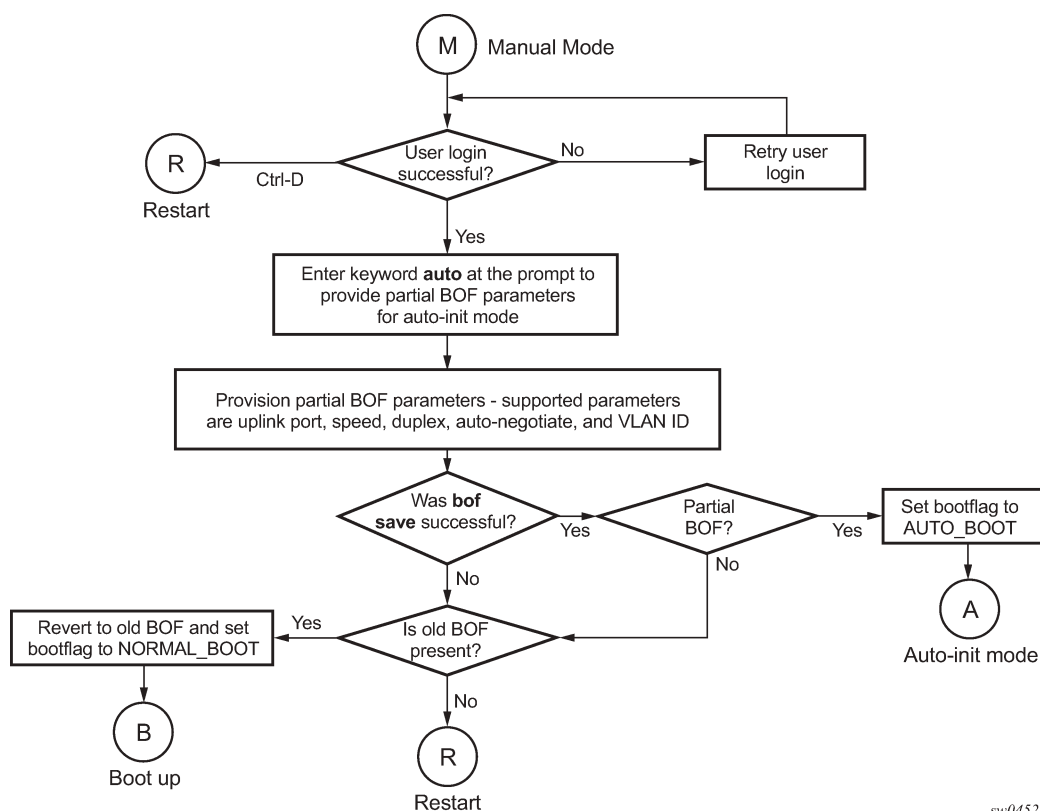 M
Manual Mode
User login
successful?
No
Retry user
login
R
Ctrl-D
Restart
Yes
Enter keyword auto at the prompt to
provide partial BOF parameters
for auto-init mode
Provision partial BOF parameters - supported parameters
are uplink port, speed, duplex, auto-negotiate, and VLAN ID
Was bof
save successful?
Yes
Partial
BOF?
Yes
Set bootflag to
AUTO_BOOT
No
No
A
Auto-init mode
Is old BOF
present?
Yes
Revert to old BOF and set
bootflag to NORMAL_BOOT
No
B
Boot up
R
Restart
sw0452